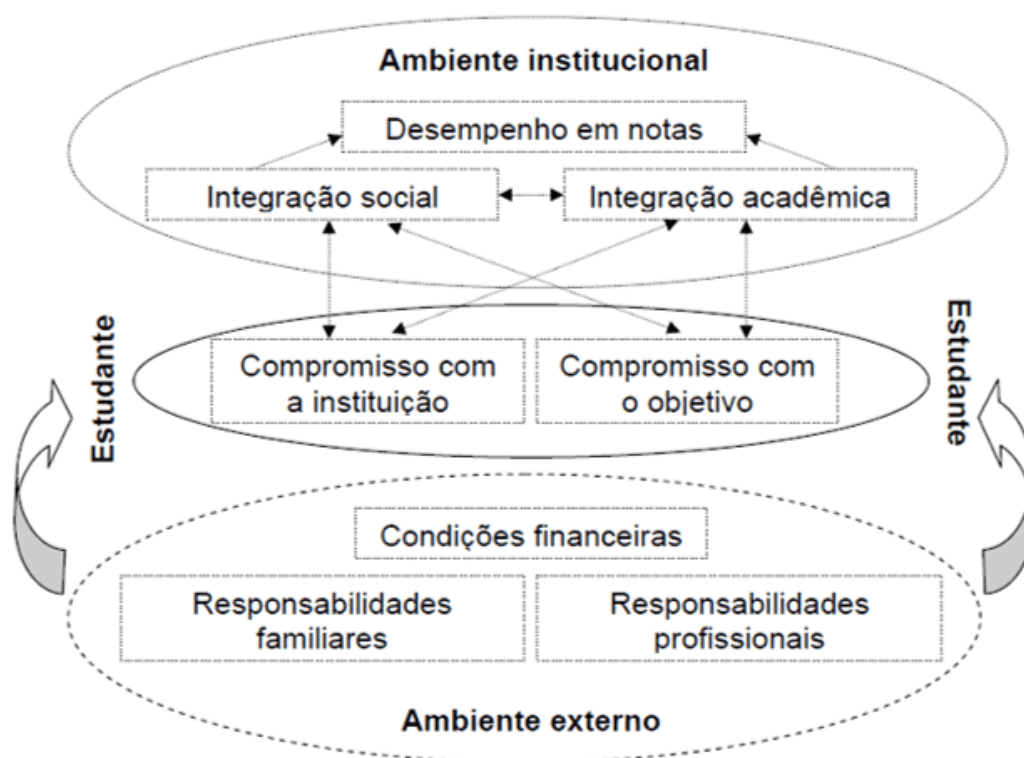 Ambiente institucional
Desempenho em notas
Integração social
Integração acadêmica
Estudante
Estudante
Compromisso com
a instituição
Compromisso com
o objetivo
Condições financeiras
Responsabilidades
familiares
Responsabilidades
profissionais
Ambiente externo